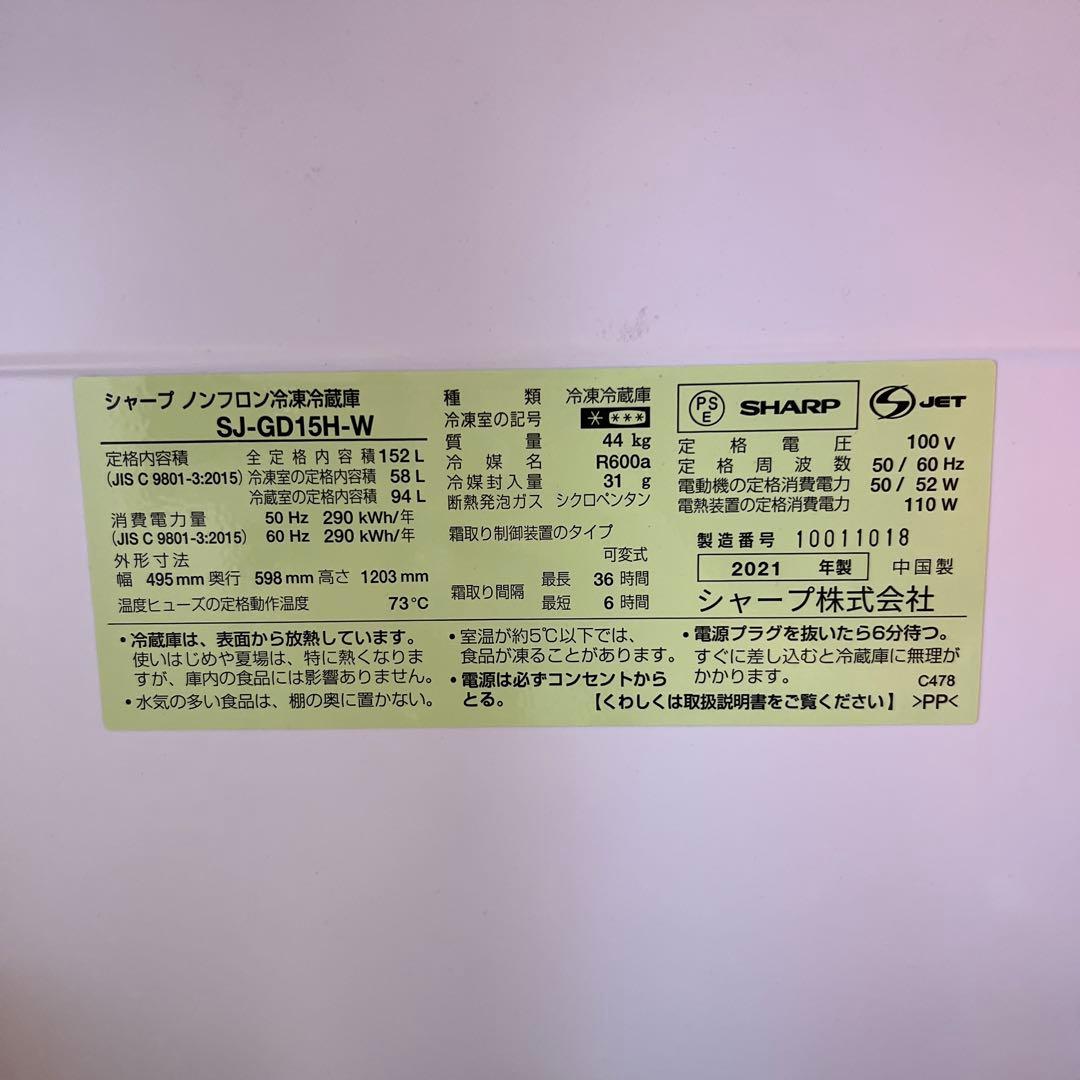 シャープ ノンフロン冷凍冷蔵庫
SJ-GD15H-W
定格内容積 全定格内容積 152 L
(JIS C 9801-3:2015) 冷凍室の定格内容積 58 L
冷蔵室の定格内容積 94 L
消費電力量 50 Hz 290 kWh/年
(JIS C 9801-3:2015) 60 Hz 290 kWh/年
外形寸法
幅 495 mm 奥行 598 mm 高さ 1203 mm
温度ヒューズの定格動作温度 73℃
種類 冷凍冷蔵庫
冷凍室の記号 * ***
質量 44 kg
冷媒名 R600a
冷媒封入量 31 g
断熱発泡ガス シクロペンタン
霜取り制御装置のタイプ
可変式
霜取り間隔 最長 36 時間
最短 6 時間
PSE SHARP JET
定格電圧 100 V
定格周波数 50 / 60 Hz
電動機の定格消費電力 50 / 52 W
電熱装置の定格消費電力 110 W
製造番号 10011018
2021 年製 中国製
シャープ株式会社
・冷蔵庫は、表面から放熱しています。
使いはじめや夏場は、特に熱くなりま
すが、庫内の食品には影響ありません。
・水気の多い食品は、棚の奥に置かない。
・室温が約5℃以下では、
食品が凍ることがあります。
・電源は必ずコンセントから
とる。
・電源プラグを抜いたら6分待つ。
すぐに差し込むと冷蔵庫に無理が
かかります。 C478
【くわしくは取扱説明書をご覧ください】 >PP<